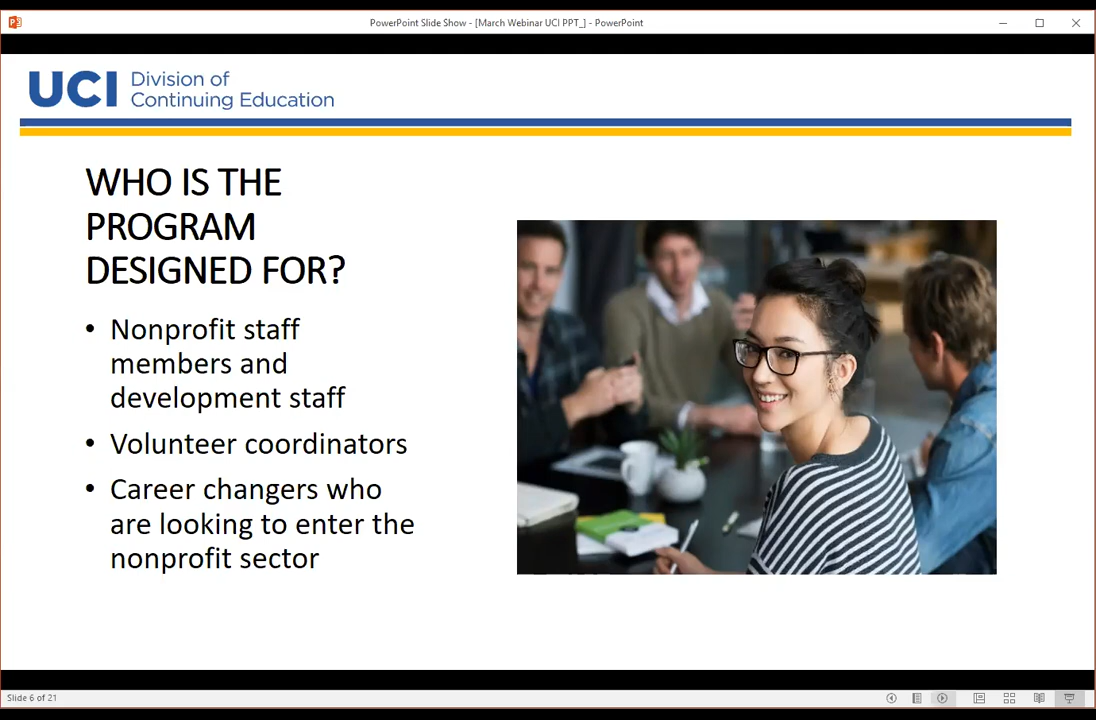 PowerPoint Slide Show - [March Webinar UCI PPT_] - PowerPoint
UCI Division of
Continuing Education
WHO IS THE
PROGRAM
DESIGNED FOR?
• Nonprofit staff
members and
development staff
• Volunteer coordinators
• Career changers who
are looking to enter the
nonprofit sector
Slide 6 of 21